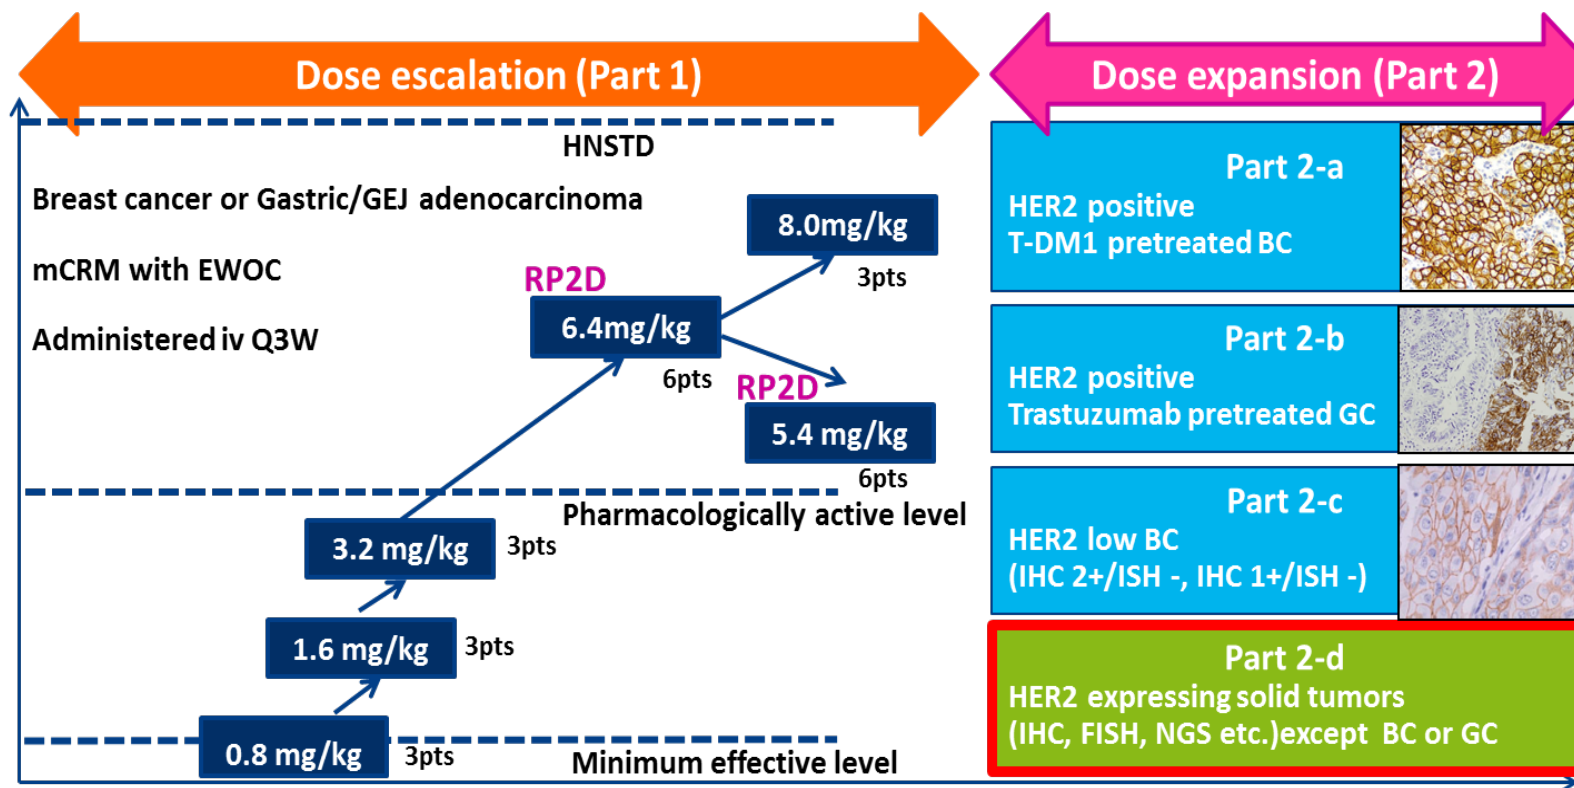 Dose escalation (Part 1)
HNSTD
Breast cancer or Gastric/GEJ adenocarcinoma
mCRM with EWOC
Administered iv Q3W
8.0mg/kg
3pts
RP2D
6.4mg/kg
6pts
RP2D
5.4 mg/kg
6pts
Pharmacologically active level
3.2 mg/kg
3pts
1.6 mg/kg
3pts
0.8 mg/kg
3pts
Minimum effective level
Dose expansion (Part 2)
Part 2-a
HER2 positive
T-DM1 pretreated BC
Part 2-b
HER2 positive
Trastuzumab pretreated GC
Part 2-c
HER2 low BC
(IHC 2+/ISH -, IHC 1+/ISH -)
Part 2-d
HER2 expressing solid tumors
(IHC, FISH, NGS etc.)except BC or GC